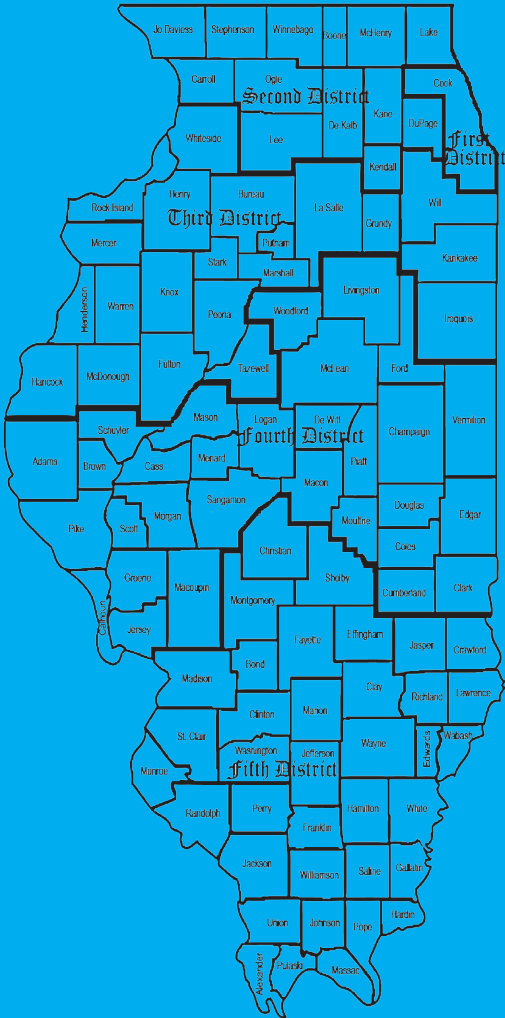 Jo Daviess Stephenson Winnebago Boone McHenry Lake
Carroll Ogle Cook
Second District
Whiteside Lee De Kalb Kane DuPage
First
District
Kendall
Henry Bureau
Rock Island La Salle Will
Third District
Grundy
Mercer Putnam
Stark Kankakee
Marshall
Henderson Warren Knox Peoria Woodford Livingston Iroquois
Hancock McDonough Fulton Tazewell McLean Ford
Mason Logan De Witt Champaign Vermilion
Schuyler
Fourth District
Adama Brown Cass Menard Piatt
Macon
Pike Scott Morgan Sangamon Moultrie Douglas Edgar
Coles
Christian
Greene Macoupin Shelby Cumberland Clark
Calhoun Jersey Montgomery
Fayette Effingham Jasper Crawford
Bond
Madison Clay
Richland Lawrence
Clinton Marion
St. Clair Wayne Edwards Wabash
Washington Jefferson
Monroe
Fifth District
Randolph Perry Hamilton White
Franklin
Jackson Williamson Saline Gallatin
Union Johnson Pope Hardin
Alexander Pulaski Massac